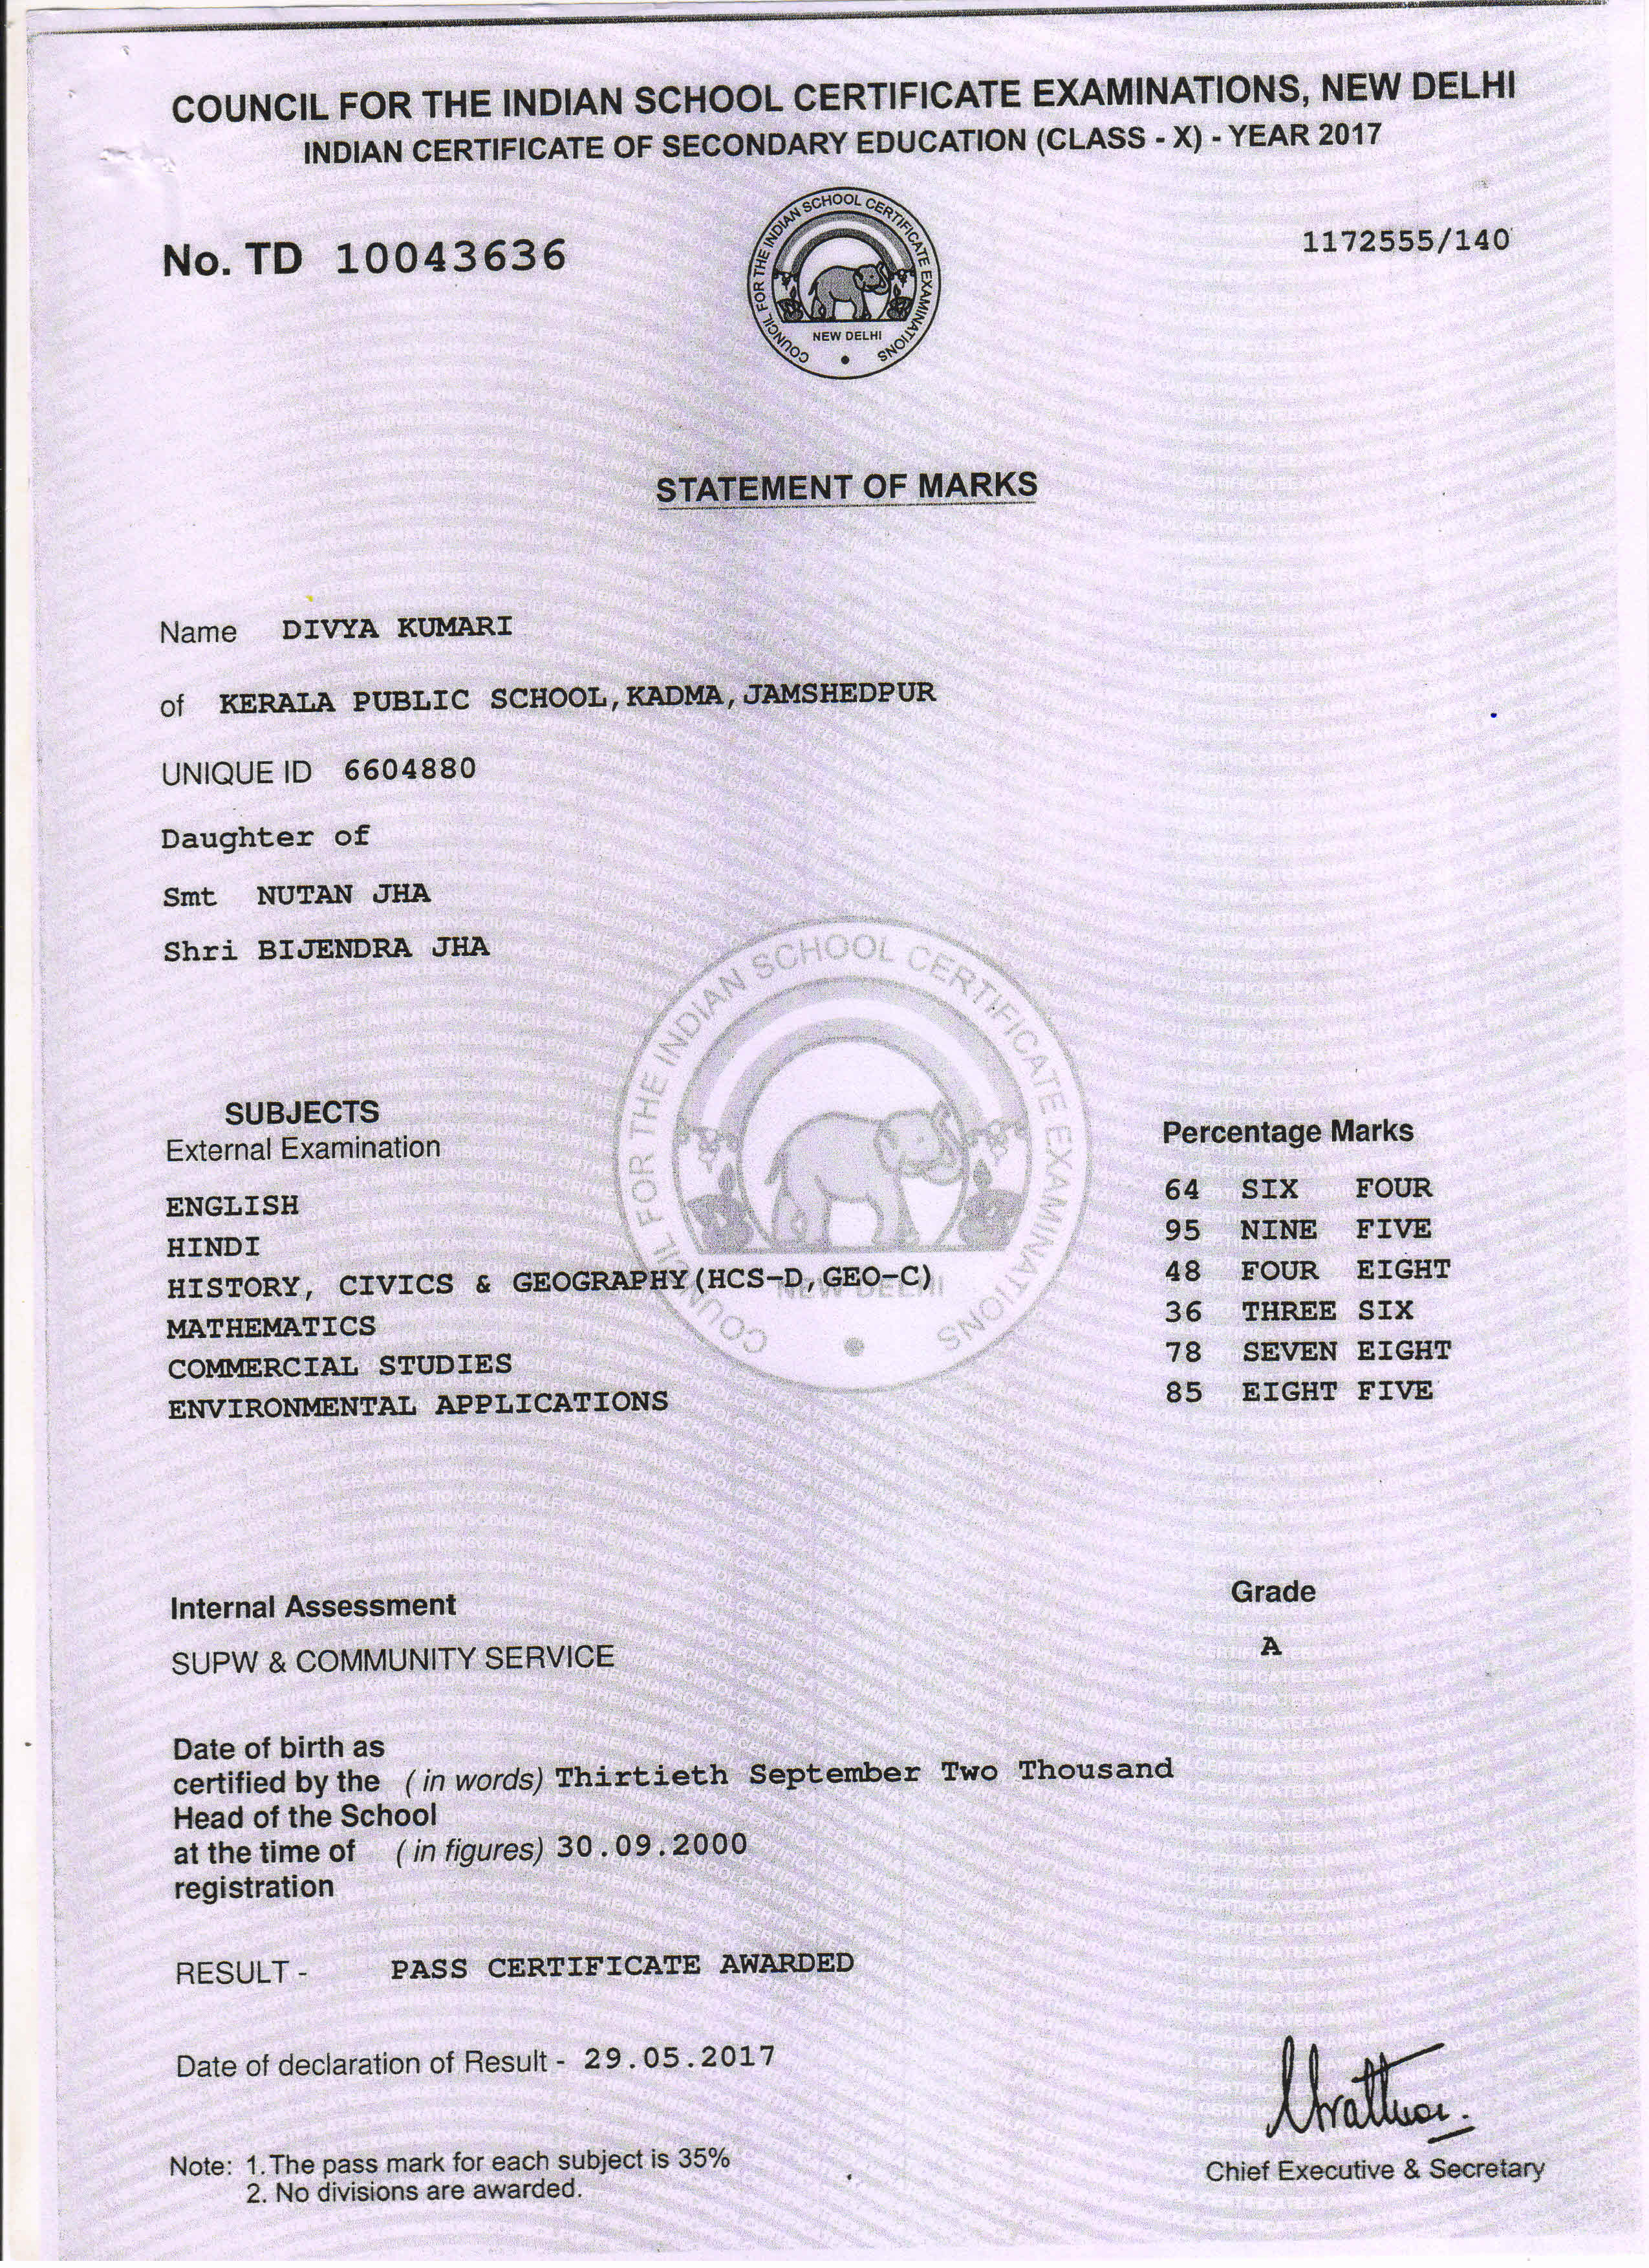 COUNCIL FOR THE INDIAN SCHOOL CERTIFICATE EXAMINATIONS, NEW DELHI
INDIAN CERTIFICATE OF SECONDARY EDUCATION (CLASS - X) - YEAR 2017
No. TD 10043636
1172555/140
COUNCIL FOR THE INDIAN SCHOOL CERTIFICATE EXAMINATIONS
NEW DELHI
STATEMENT OF MARKS
Name DIVYA KUMARI
of KERALA PUBLIC SCHOOL,KADMA,JAMSHEDPUR
UNIQUE ID 6604880
Daughter of
Smt NUTAN JHA
Shri BIJENDRA JHA
COUNCIL FOR THE INDIAN SCHOOL CERTIFICATE EXAMINATIONS
NEW DELHI
SUBJECTS
External Examination Percentage Marks
ENGLISH 64 SIX FOUR
HINDI 95 NINE FIVE
HISTORY, CIVICS & GEOGRAPHY(HCS-D,GEO-C) 48 FOUR EIGHT
MATHEMATICS 36 THREE SIX
COMMERCIAL STUDIES 78 SEVEN EIGHT
ENVIRONMENTAL APPLICATIONS 85 EIGHT FIVE
Internal Assessment Grade
SUPW & COMMUNITY SERVICE A
Date of birth as
certified by the (in words) Thirtieth September Two Thousand
Head of the School
at the time of (in figures) 30.09.2000
registration
RESULT - PASS CERTIFICATE AWARDED
Date of declaration of Result - 29.05.2017
Chief Executive & Secretary
Note: 1.The pass mark for each subject is 35%
2. No divisions are awarded.